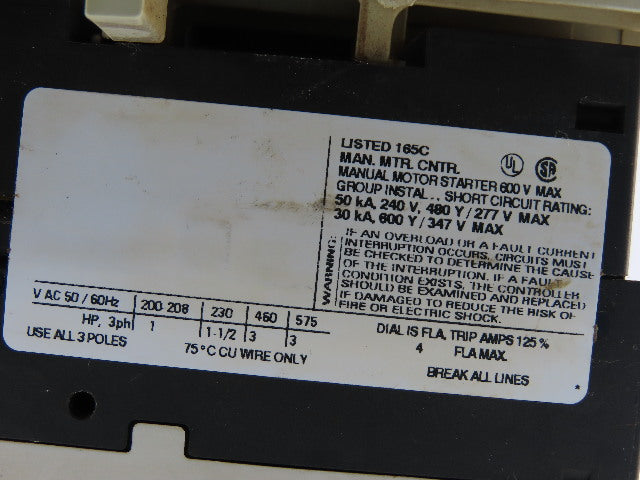 LISTED 165C
MAN. MTR. CNTR. UL SA
MANUAL MOTOR STARTER 600 V MAX
GROUP INSTAL.., SHORT CIRCUIT RATING:
50 kA, 240 V, 480 Y / 277 V MAX
30 kA, 600 Y / 347 V MAX
WARNING:
IF AN OVERLOAD OR A FAULT CURRENT
INTERRUPTION OCCURS, CIRCUITS MUST
BE CHECKED TO DETERMINE THE CAUSE
OF THE INTERRUPTION. IF A FAULT
CONDITION EXISTS, THE CONTROLLER
SHOULD BE EXAMINED AND REPLACED
IF DAMAGED TO REDUCE THE RISK OF
FIRE OR ELECTRIC SHOCK.
V AC 50 / 60Hz 200-208 230 460 575
HP, 3ph 1 1-1/2 3 3
USE ALL 3 POLES 75°C CU WIRE ONLY
DIAL IS FLA, TRIP AMPS 125 %
4 FLA MAX.
BREAK ALL LINES
*